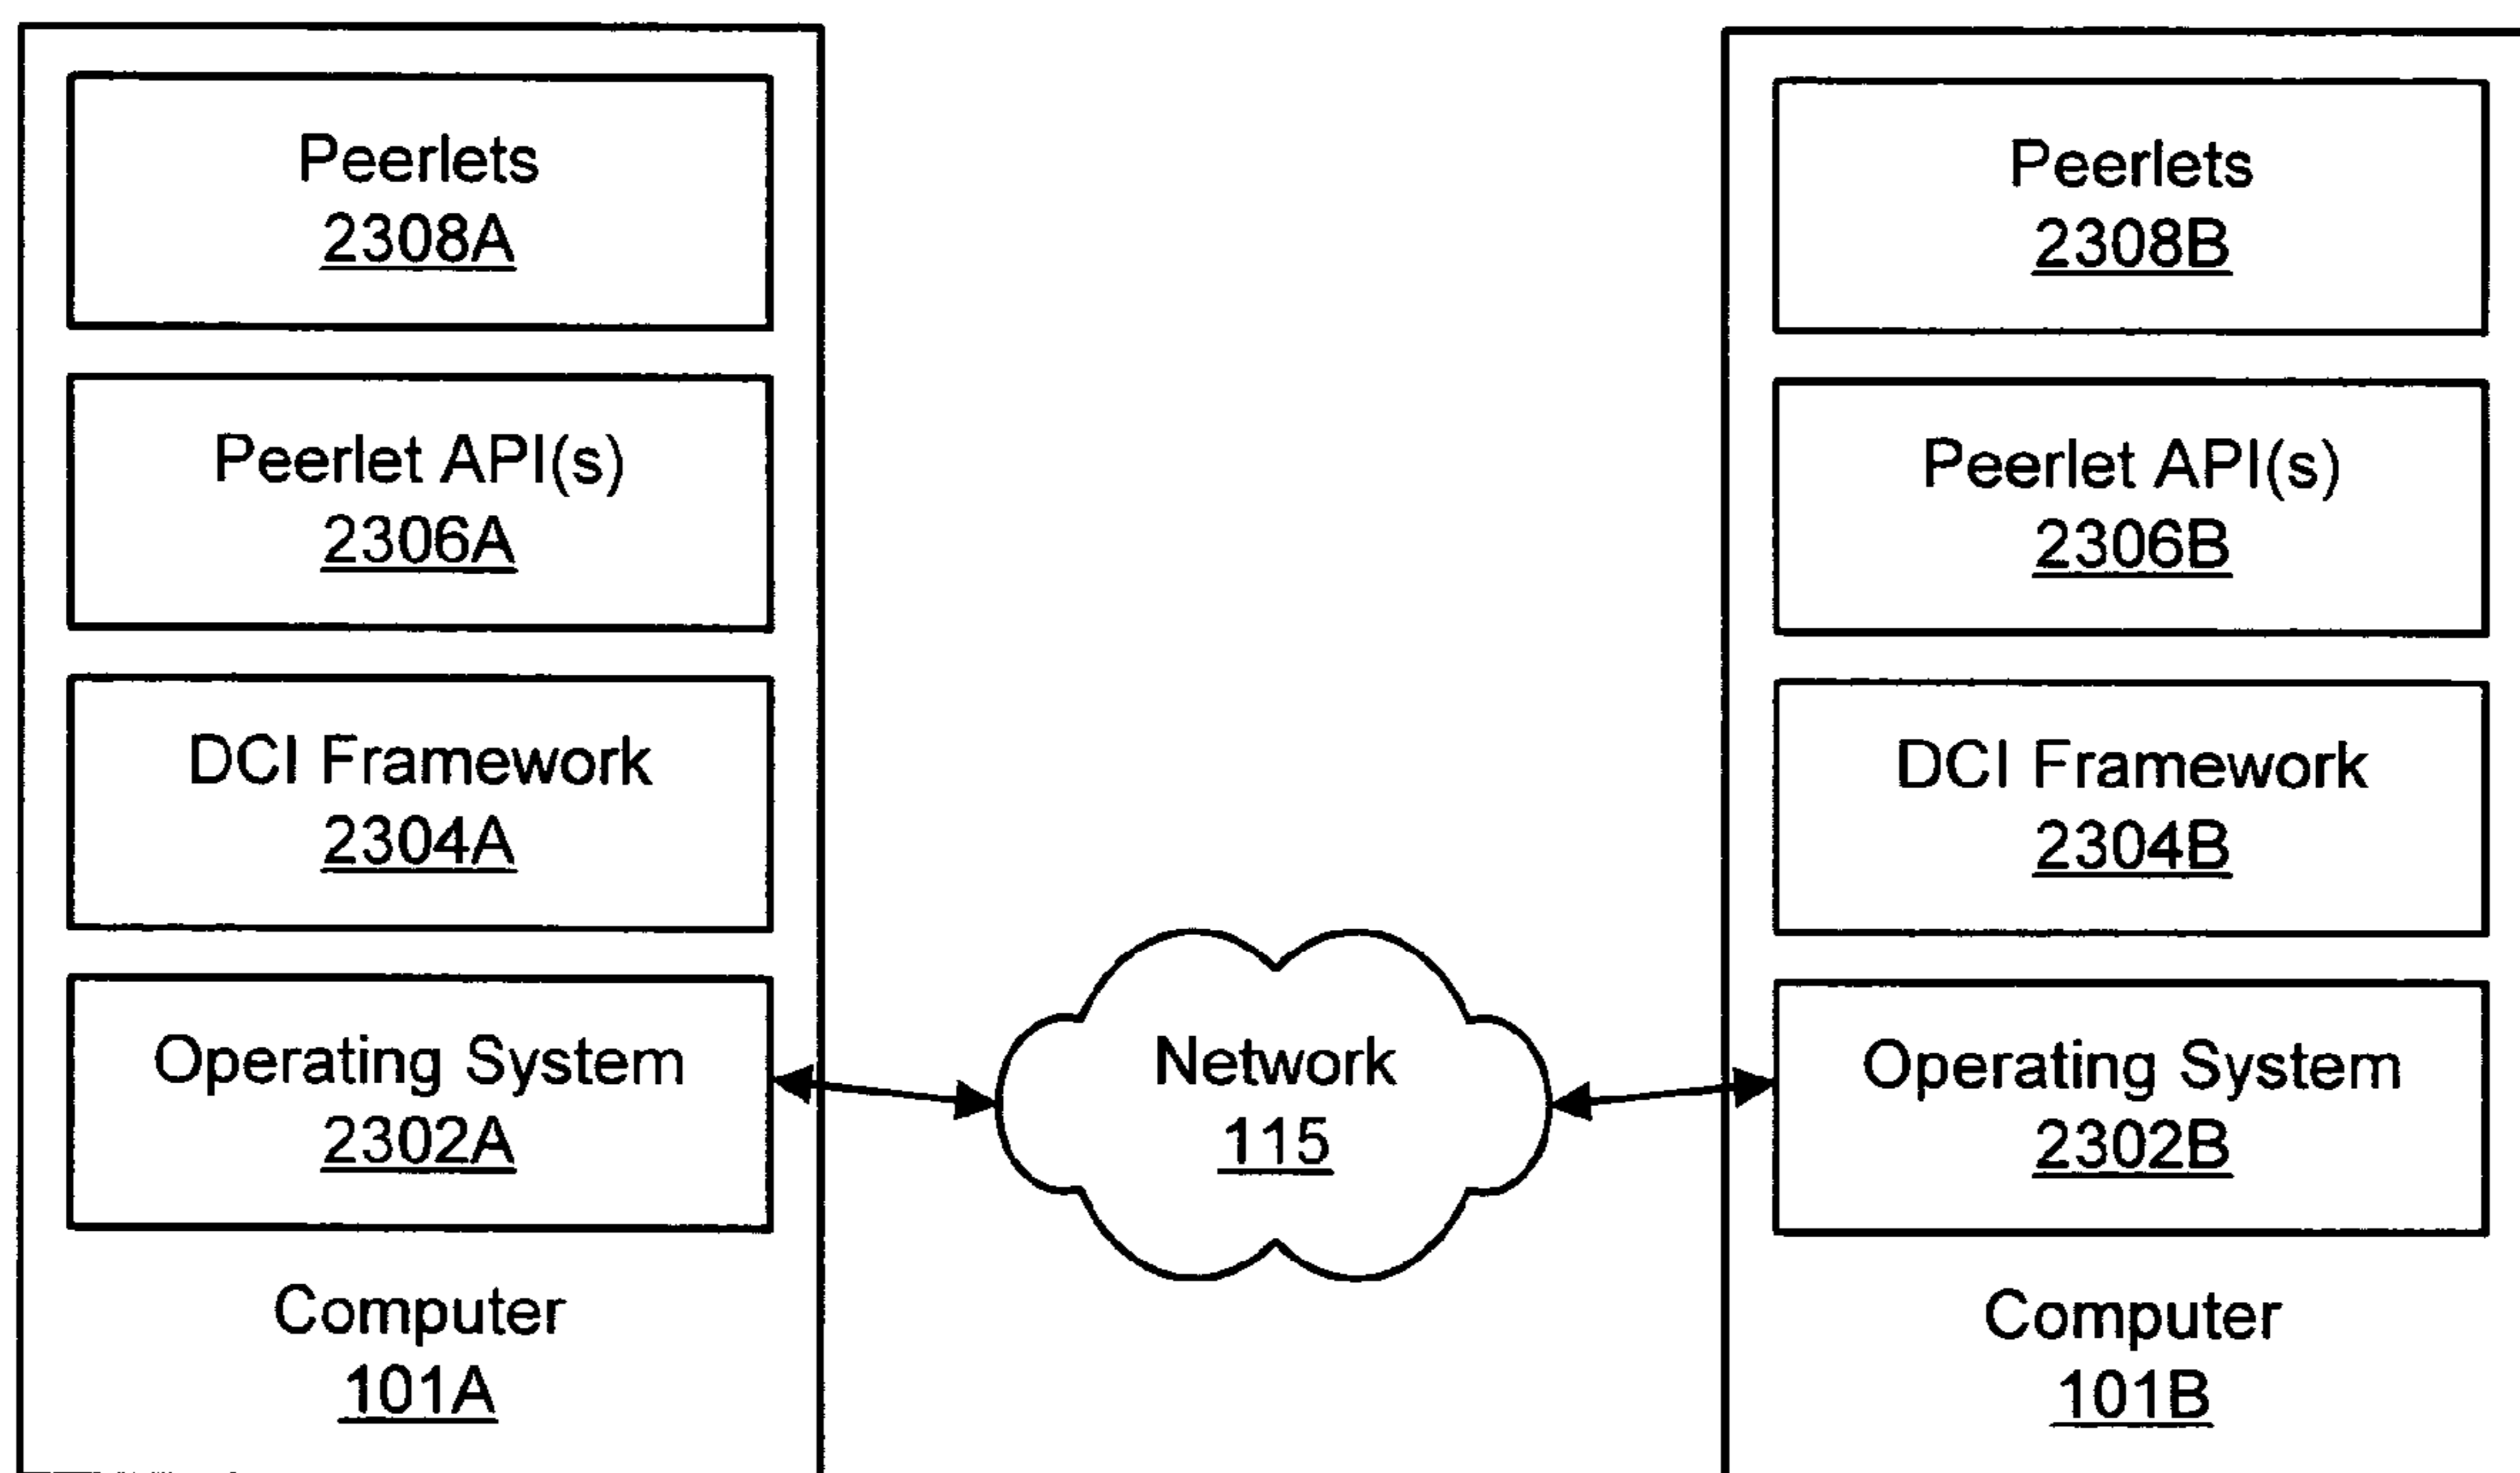 Peerlets
2308A
Peerlet API(s)
2306A
DCI Framework
2304A
Operating System
2302A
Computer
101A
Network
115
Peerlets
2308B
Peerlet API(s)
2306B
DCI Framework
2304B
Operating System
2302B
Computer
101B